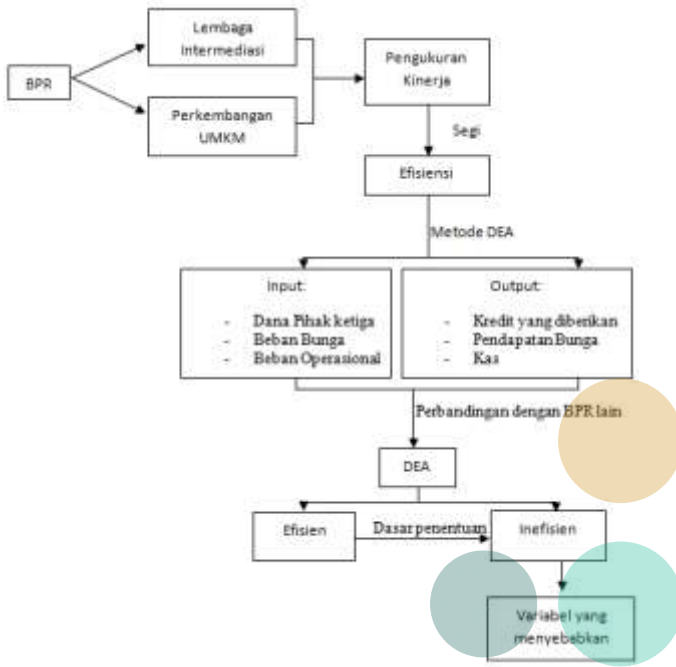 Lembaga
Intermediasi
BPR
Perkembangan
UMKM
Pengukuran
Kinerja
Segi
Efisiensi
Metode DEA
Input:
- Dana Pihak ketiga
- Beban Bunga
- Beban Operasional
Output:
- Kredit yang diberikan
- Pendapatan Bunga
- Kas
Perbandingan dengan BPR lain
DEA
Efisien
Dasar penentuan
Inefisien
Variabel yang
menyebabkan